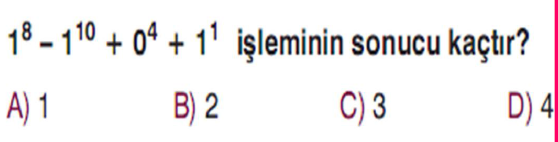 1⁸ – 1¹⁰ + 0⁴ + 1¹ işleminin sonucu kaçtır?
A) 1 B) 2 C) 3 D) 4